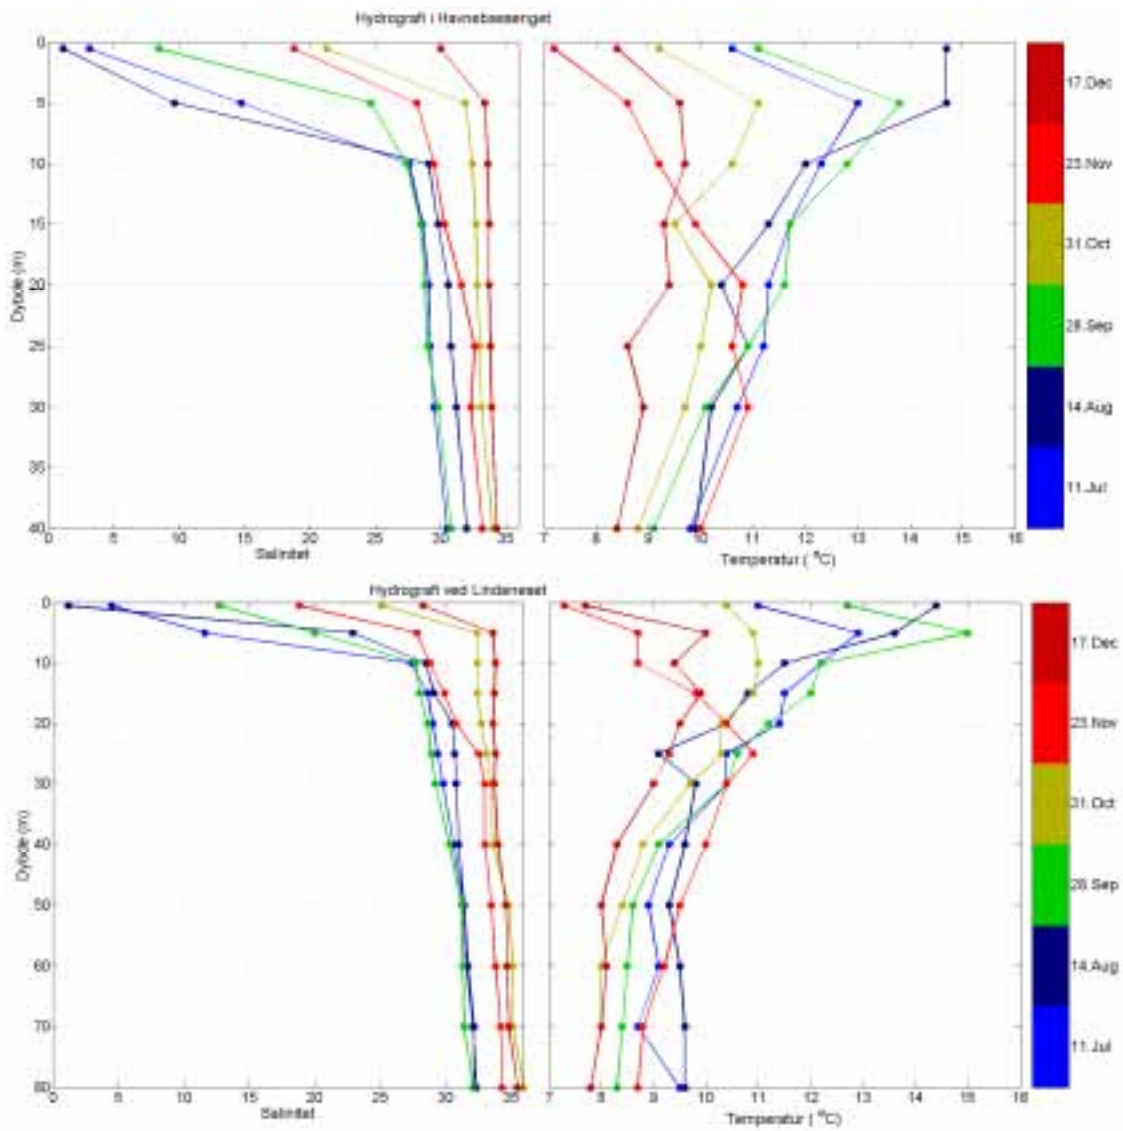 Hydrografi i Havnebassenget
0
5
10
15
20
25
30
35
40
Dybde (m)
0 5 10 15 20 25 30 35
Salinitet
7 8 9 10 11 12 13 14 15 16
Temperatur ( °C)
17.Dec
23.Nov
31.Oct
28.Sep
14.Aug
11.Jul
Hydrografi ved Lindeneset
0
10
20
30
40
50
60
70
80
Dybde (m)
0 5 10 15 20 25 30 35
Salinitet
7 8 9 10 11 12 13 14 15 16
Temperatur ( °C)
17.Dec
23.Nov
31.Oct
28.Sep
14.Aug
11.Jul